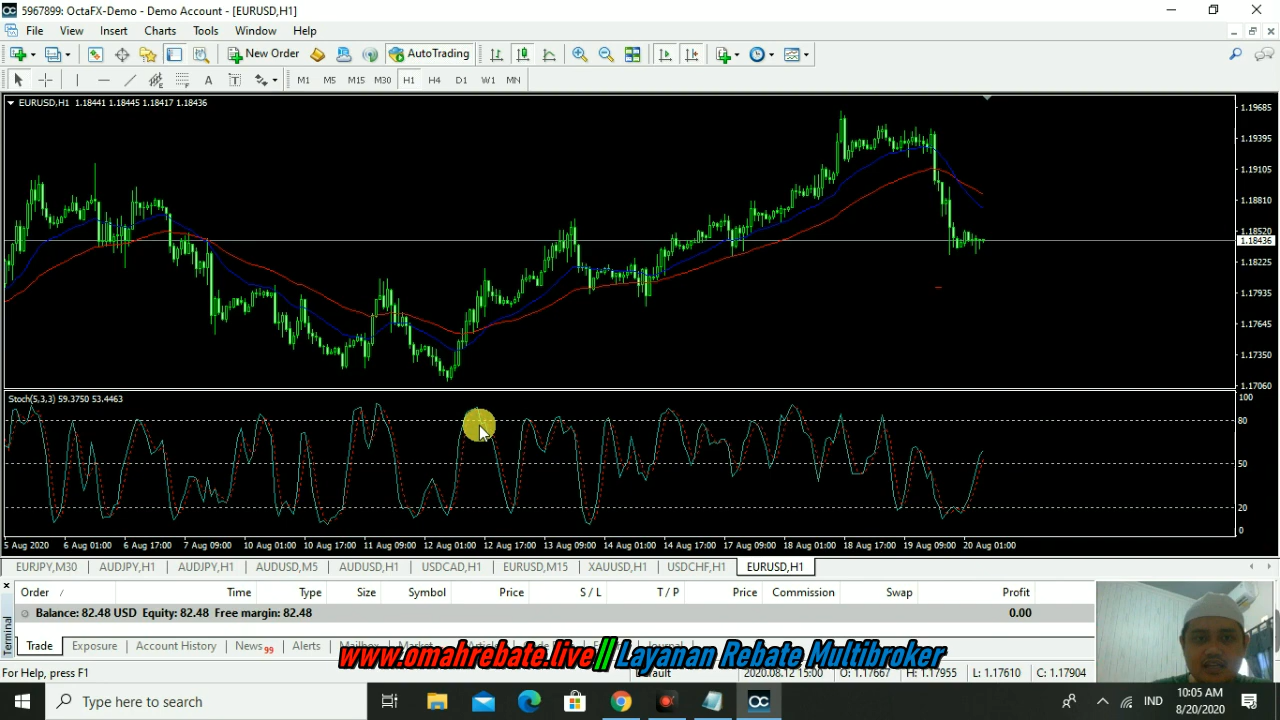 5967899: OctaFX-Demo - Demo Account - [EURUSD,H1]
File View Insert Charts Tools Window Help
New Order AutoTrading
A T M1 M5 M15 M30 H1 H4 D1 W1 MN
EURUSD,H1 1.18441 1.18445 1.18417 1.18436
1.19685
1.19395
1.19105
1.18810
1.18520
1.18436
1.18225
1.17935
1.17645
1.17350
1.17060
Stoch(5,3,3) 59.3750 53.4463
100
80
50
20
0
5 Aug 2020 6 Aug 01:00 6 Aug 17:00 7 Aug 09:00 10 Aug 01:00 10 Aug 17:00 11 Aug 09:00 12 Aug 01:00 12 Aug 17:00 13 Aug 09:00 14 Aug 01:00 14 Aug 17:00 17 Aug 09:00 18 Aug 01:00 18 Aug 17:00 19 Aug 09:00 20 Aug 01:00
EURJPY,M30 AUDJPY,H1 AUDJPY,H1 AUDUSD,M5 AUDUSD,H1 USDCAD,H1 EURUSD,M15 XAUUSD,H1 USDCHF,H1 EURUSD,H1
Order / Time Type Size Symbol Price S / L T / P Price Commission Swap Profit
Balance: 82.48 USD Equity: 82.48 Free margin: 82.48 0.00
Terminal
Trade Exposure Account History News 99 Alerts Mailbox Market
www.omahrebate.live|| Layanan Rebate Multibroker
For Help, press F1 Default 2020.08.12 15:00 O: 1.17667 H: 1.17955 L: 1.17610 C: 1.17904
Type here to search
IND
10:05 AM
8/20/2020